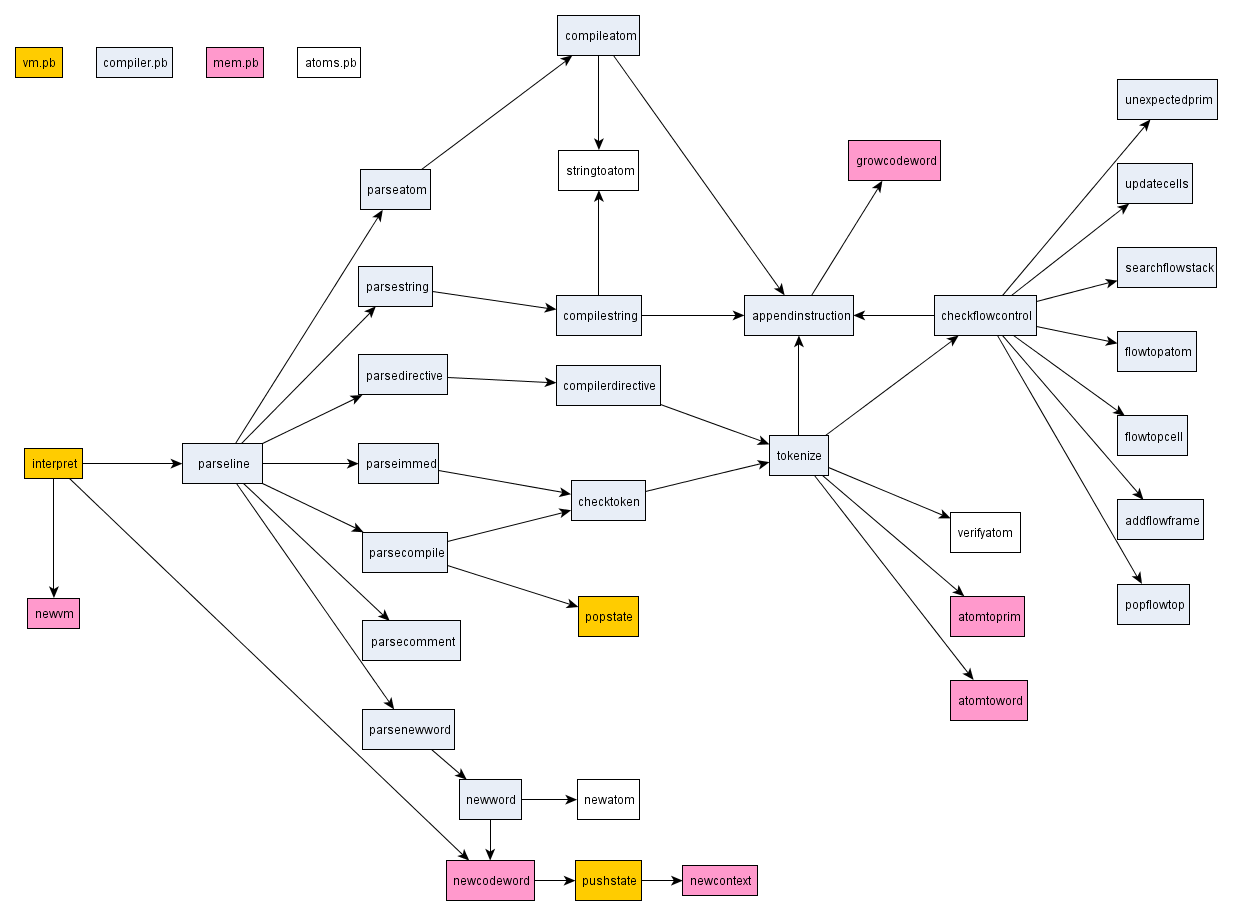 compileatom
vm.pb
compiler.pb
mem.pb
atoms.pb
unexpectedprim
growcodeword
stringtoatom
parseatom
updatecells
searchflowstack
parsestring
compilestring
appendinstruction
checkflowcontrol
flowtopatom
parsedirective
compilerdirective
flowtopcell
interpret
parseline
parseimmed
tokenize
checktoken
addflowframe
parsecompile
verifyatom
newvm
popstate
atomtoprim
popflowtop
parsecomment
atomtoword
parsenewword
newword
newatom
newcodeword
pushstate
newcontext